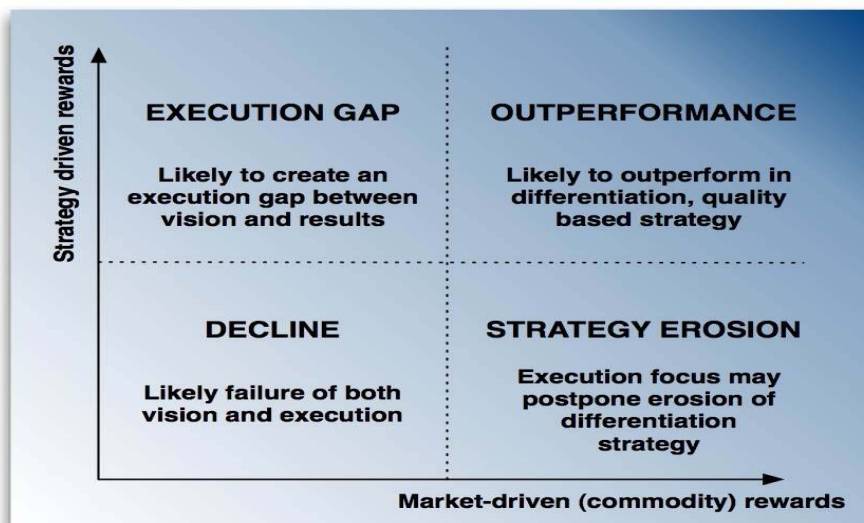 Strategy driven rewards
EXECUTION GAP
Likely to create an
execution gap between
vision and results
OUTPERFORMANCE
Likely to outperform in
differentiation, quality
based strategy
DECLINE
Likely failure of both
vision and execution
STRATEGY EROSION
Execution focus may
postpone erosion of
differentiation
strategy
Market-driven (commodity) rewards